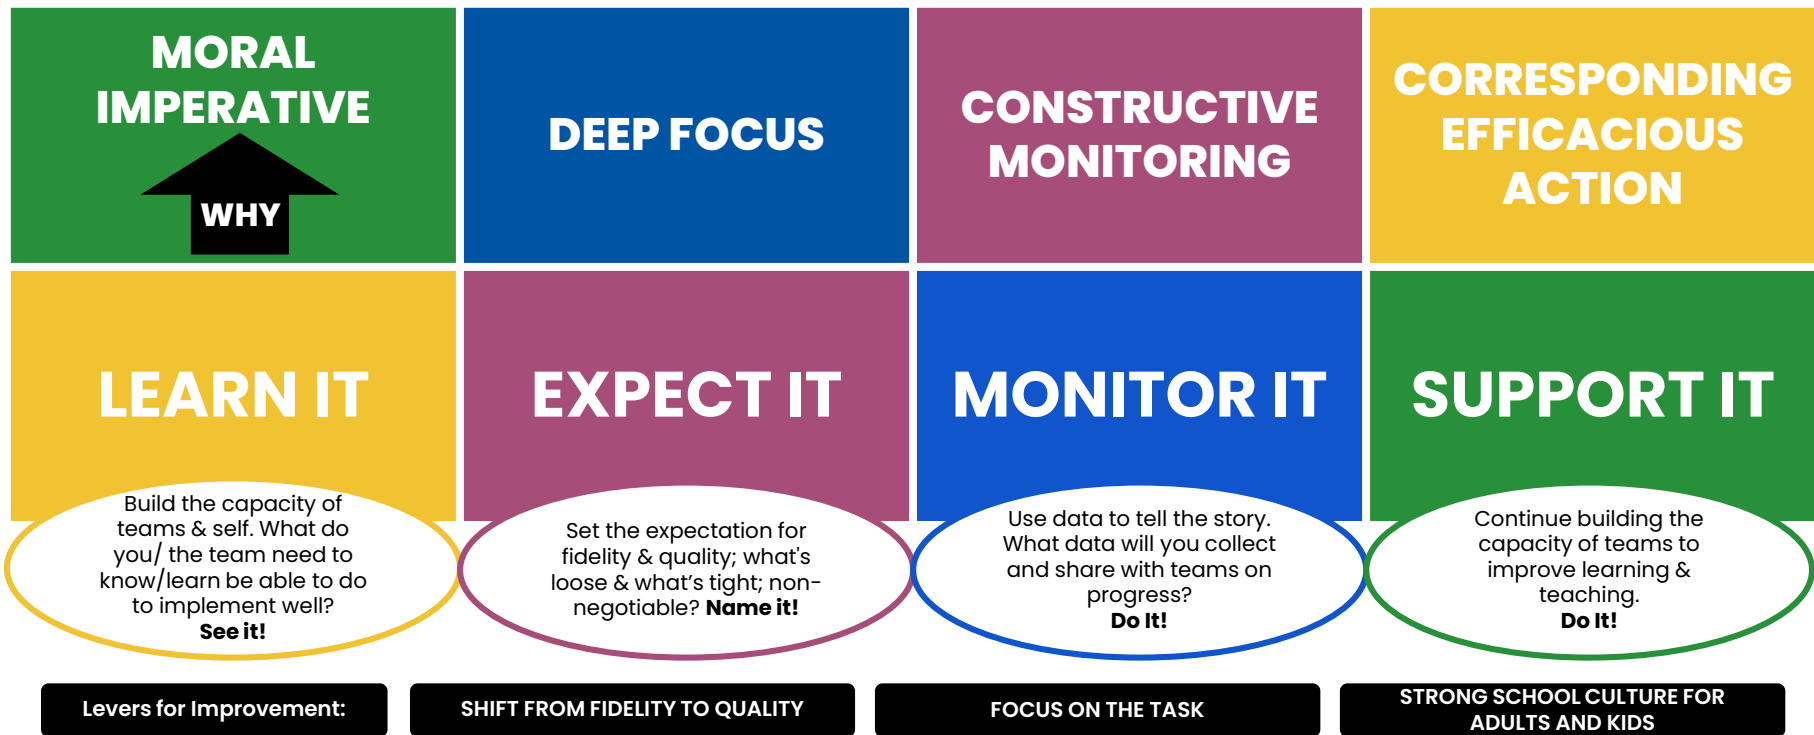 MORAL
IMPERATIVE
WHY
DEEP FOCUS
CONSTRUCTIVE
MONITORING
CORRESPONDING
EFFICACIOUS
ACTION
LEARN IT
EXPECT IT
MONITOR IT
SUPPORT IT
Build the capacity of
teams & self. What do
you/ the team need to
know/learn be able to do
to implement well?
See it!
Set the expectation for
fidelity & quality; what's
loose & what’s tight; non-
negotiable? Name it!
Use data to tell the story.
What data will you collect
and share with teams on
progress?
Do It!
Continue building the
capacity of teams to
improve learning &
teaching.
Do It!
Levers for Improvement:
SHIFT FROM FIDELITY TO QUALITY
FOCUS ON THE TASK
STRONG SCHOOL CULTURE FOR
ADULTS AND KIDS